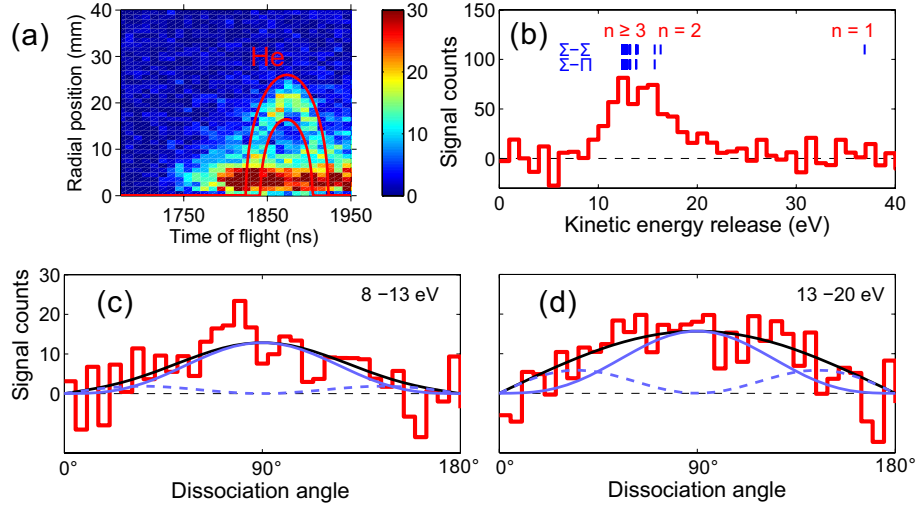 (a)
Radial position (mm)
40
30
20
10
0
He
1750
1850
1950
Time of flight (ns)
30
20
10
0
(b)
Signal counts
150
100
50
0
n ≥ 3
n = 2
n = 1
Σ−Σ
Σ−Π
0
10
20
30
40
Kinetic energy release (eV)
(c)
8 −13 eV
Signal counts
30
20
10
0
0°
90°
180°
Dissociation angle
(d)
13 −20 eV
0°
90°
180°
Dissociation angle